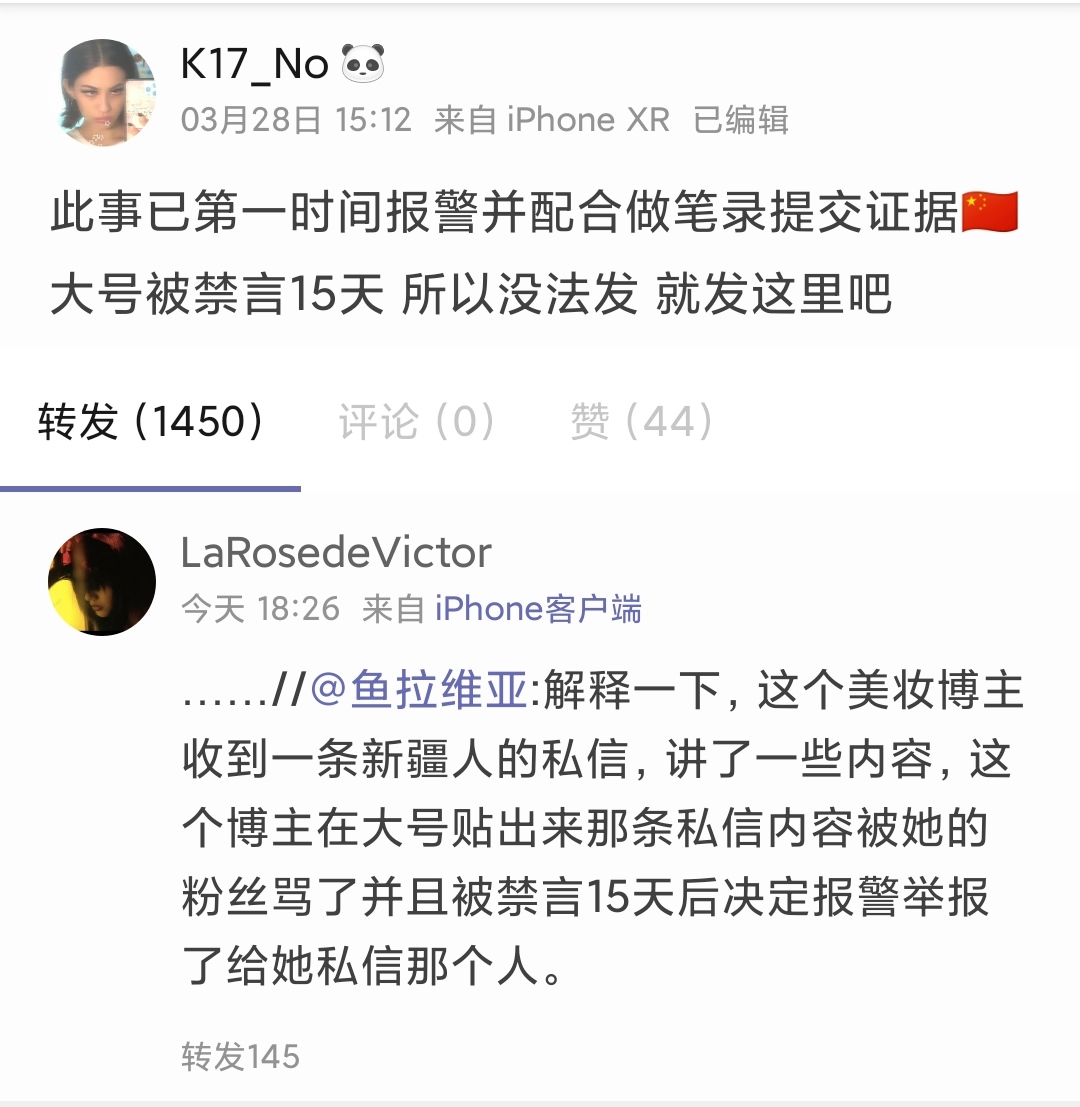 K17_No🐼
03月28日 15:12 来自 iPhone XR 已编辑
此事已第一时间报警并配合做笔录提交证据🇨🇳
大号被禁言15天 所以没法发 就发这里吧
转发 (1450) 评论 (0) 赞 (44)
LaRosedeVictor
今天 18:26 来自 iPhone客户端
......//@鱼拉维亚:解释一下, 这个美妆博主
收到一条新疆人的私信, 讲了一些内容, 这
个博主在大号贴出来那条私信内容被她的
粉丝骂了并且被禁言15天后决定报警举报
了给她私信那个人。
转发145